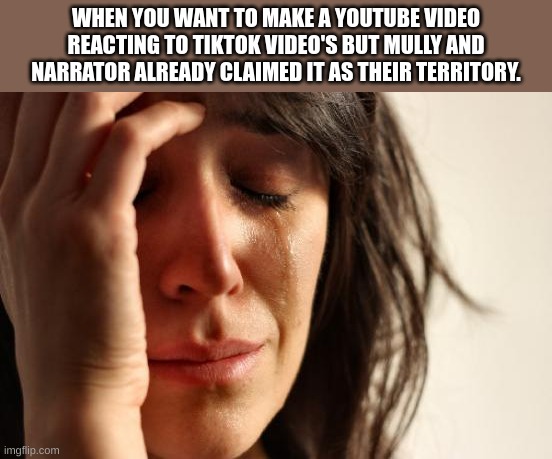 WHEN YOU WANT TO MAKE A YOUTUBE VIDEO
REACTING TO TIKTOK VIDEO'S BUT MULLY AND
NARRATOR ALREADY CLAIMED IT AS THEIR TERRITORY.
imgflip.com